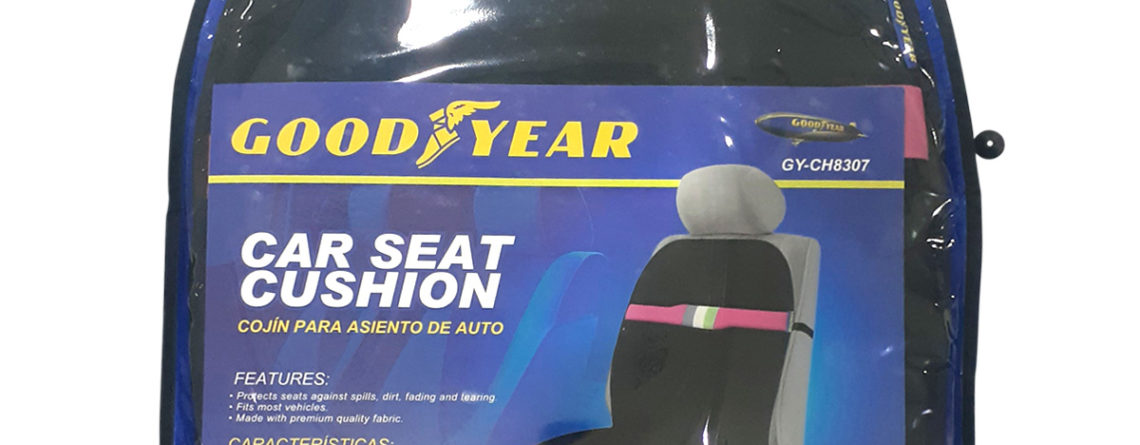 GOODYEAR
GOODYEAR
GY-CH8307
CAR SEAT
CUSHION
COJÍN PARA ASIENTO DE AUTO
FEATURES:
• Protects seats against spills, dirt, fading and tearing.
• Fits most vehicles.
• Made with premium quality fabric.
CARACTERÍSTICAS: